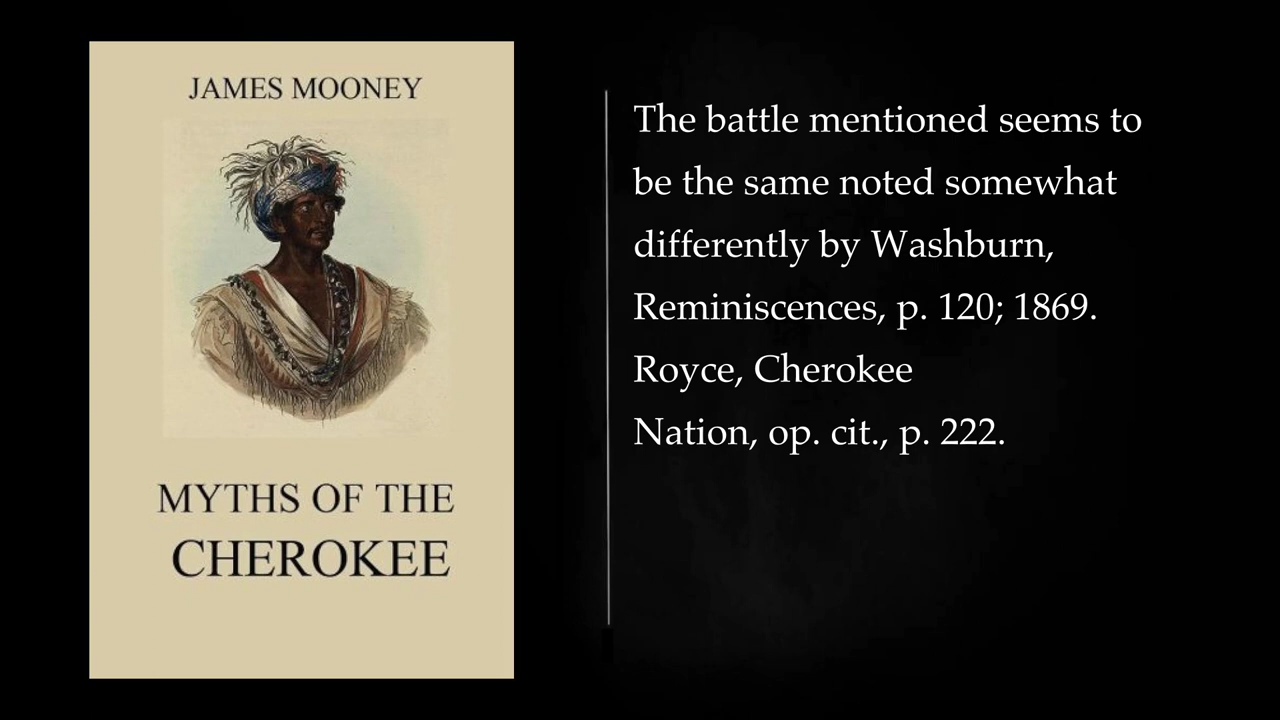 JAMES MOONEY
MYTHS OF THE
CHEROKEE
The battle mentioned seems to
be the same noted somewhat
differently by Washburn,
Reminiscences, p. 120; 1869.
Royce, Cherokee
Nation, op. cit., p. 222.